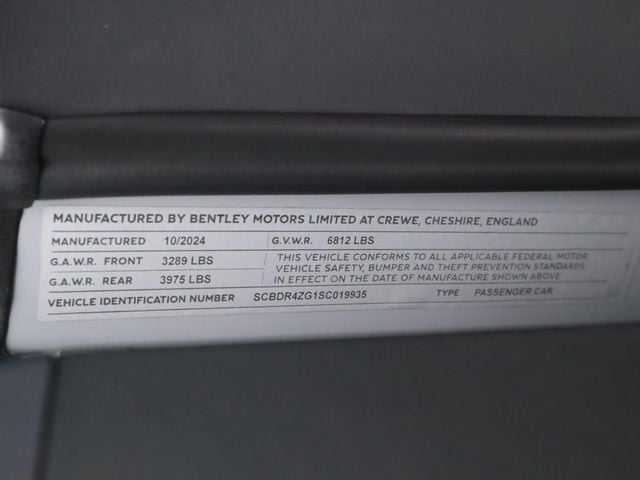 MANUFACTURED BY BENTLEY MOTORS LIMITED AT CREWE, CHESHIRE, ENGLAND
MANUFACTURED 10/2024 G.V.W.R. 6812 LBS
G.A.W.R. FRONT 3289 LBS
G.A.W.R. REAR 3975 LBS
THIS VEHICLE CONFORMS TO ALL APPLICABLE FEDERAL MOTOR
VEHICLE SAFETY, BUMPER AND THEFT PREVENTION STANDARDS
IN EFFECT ON THE DATE OF MANUFACTURE SHOWN ABOVE
VEHICLE IDENTIFICATION NUMBER SCBDR4ZG1SC019935 TYPE PASSENGER CAR